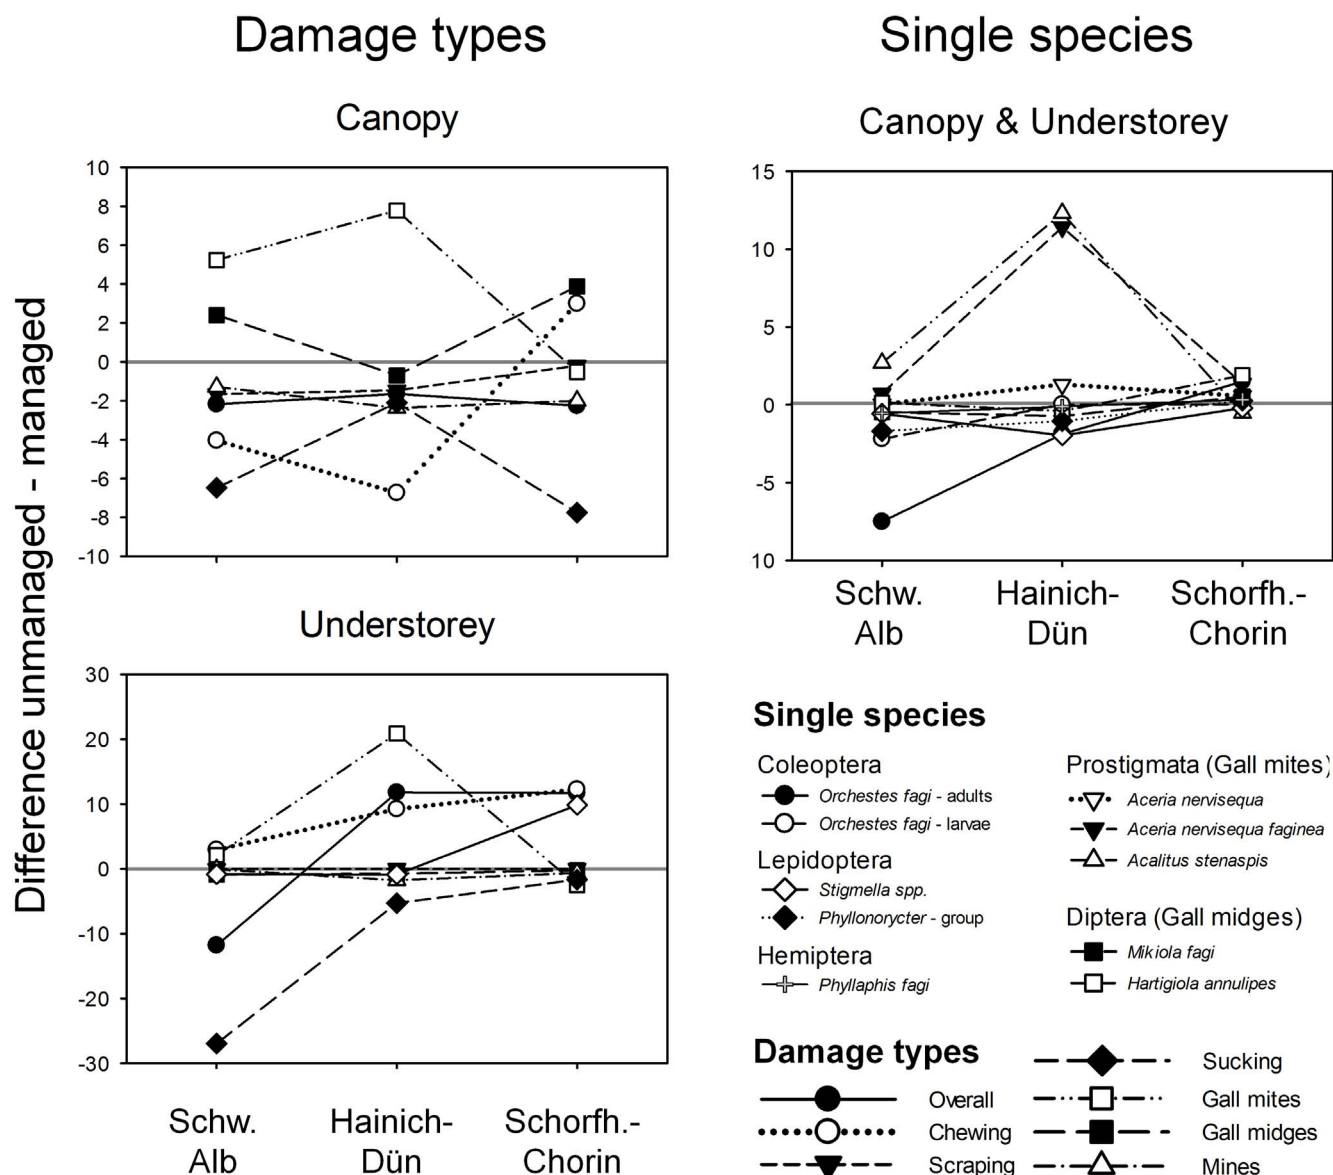 Damage types
Single species
Canopy
Canopy & Understorey
Difference unmanaged - managed
10
8
6
4
2
0
-2
-4
-6
-8
-10
15
10
5
0
-5
10
Schw.
Alb
Hainich-
Dün
Schorfh.-
Chorin
Understorey
30
20
10
0
-10
-20
-30
Schw.
Alb
Hainich-
Dün
Schorfh.-
Chorin
Single species
Coleoptera
Orchestes fagi - adults
Orchestes fagi - larvae
Lepidoptera
Stigmella spp.
Phyllonorycter - group
Hemiptera
Phyllaphis fagi
Prostigmata (Gall mites)
Aceria nervisequa
Aceria nervisequa faginea
Acalitus stenaspis
Diptera (Gall midges)
Mikiola fagi
Hartigiola annulipes
Damage types
Overall
Chewing
Scraping
Sucking
Gall mites
Gall midges
Mines